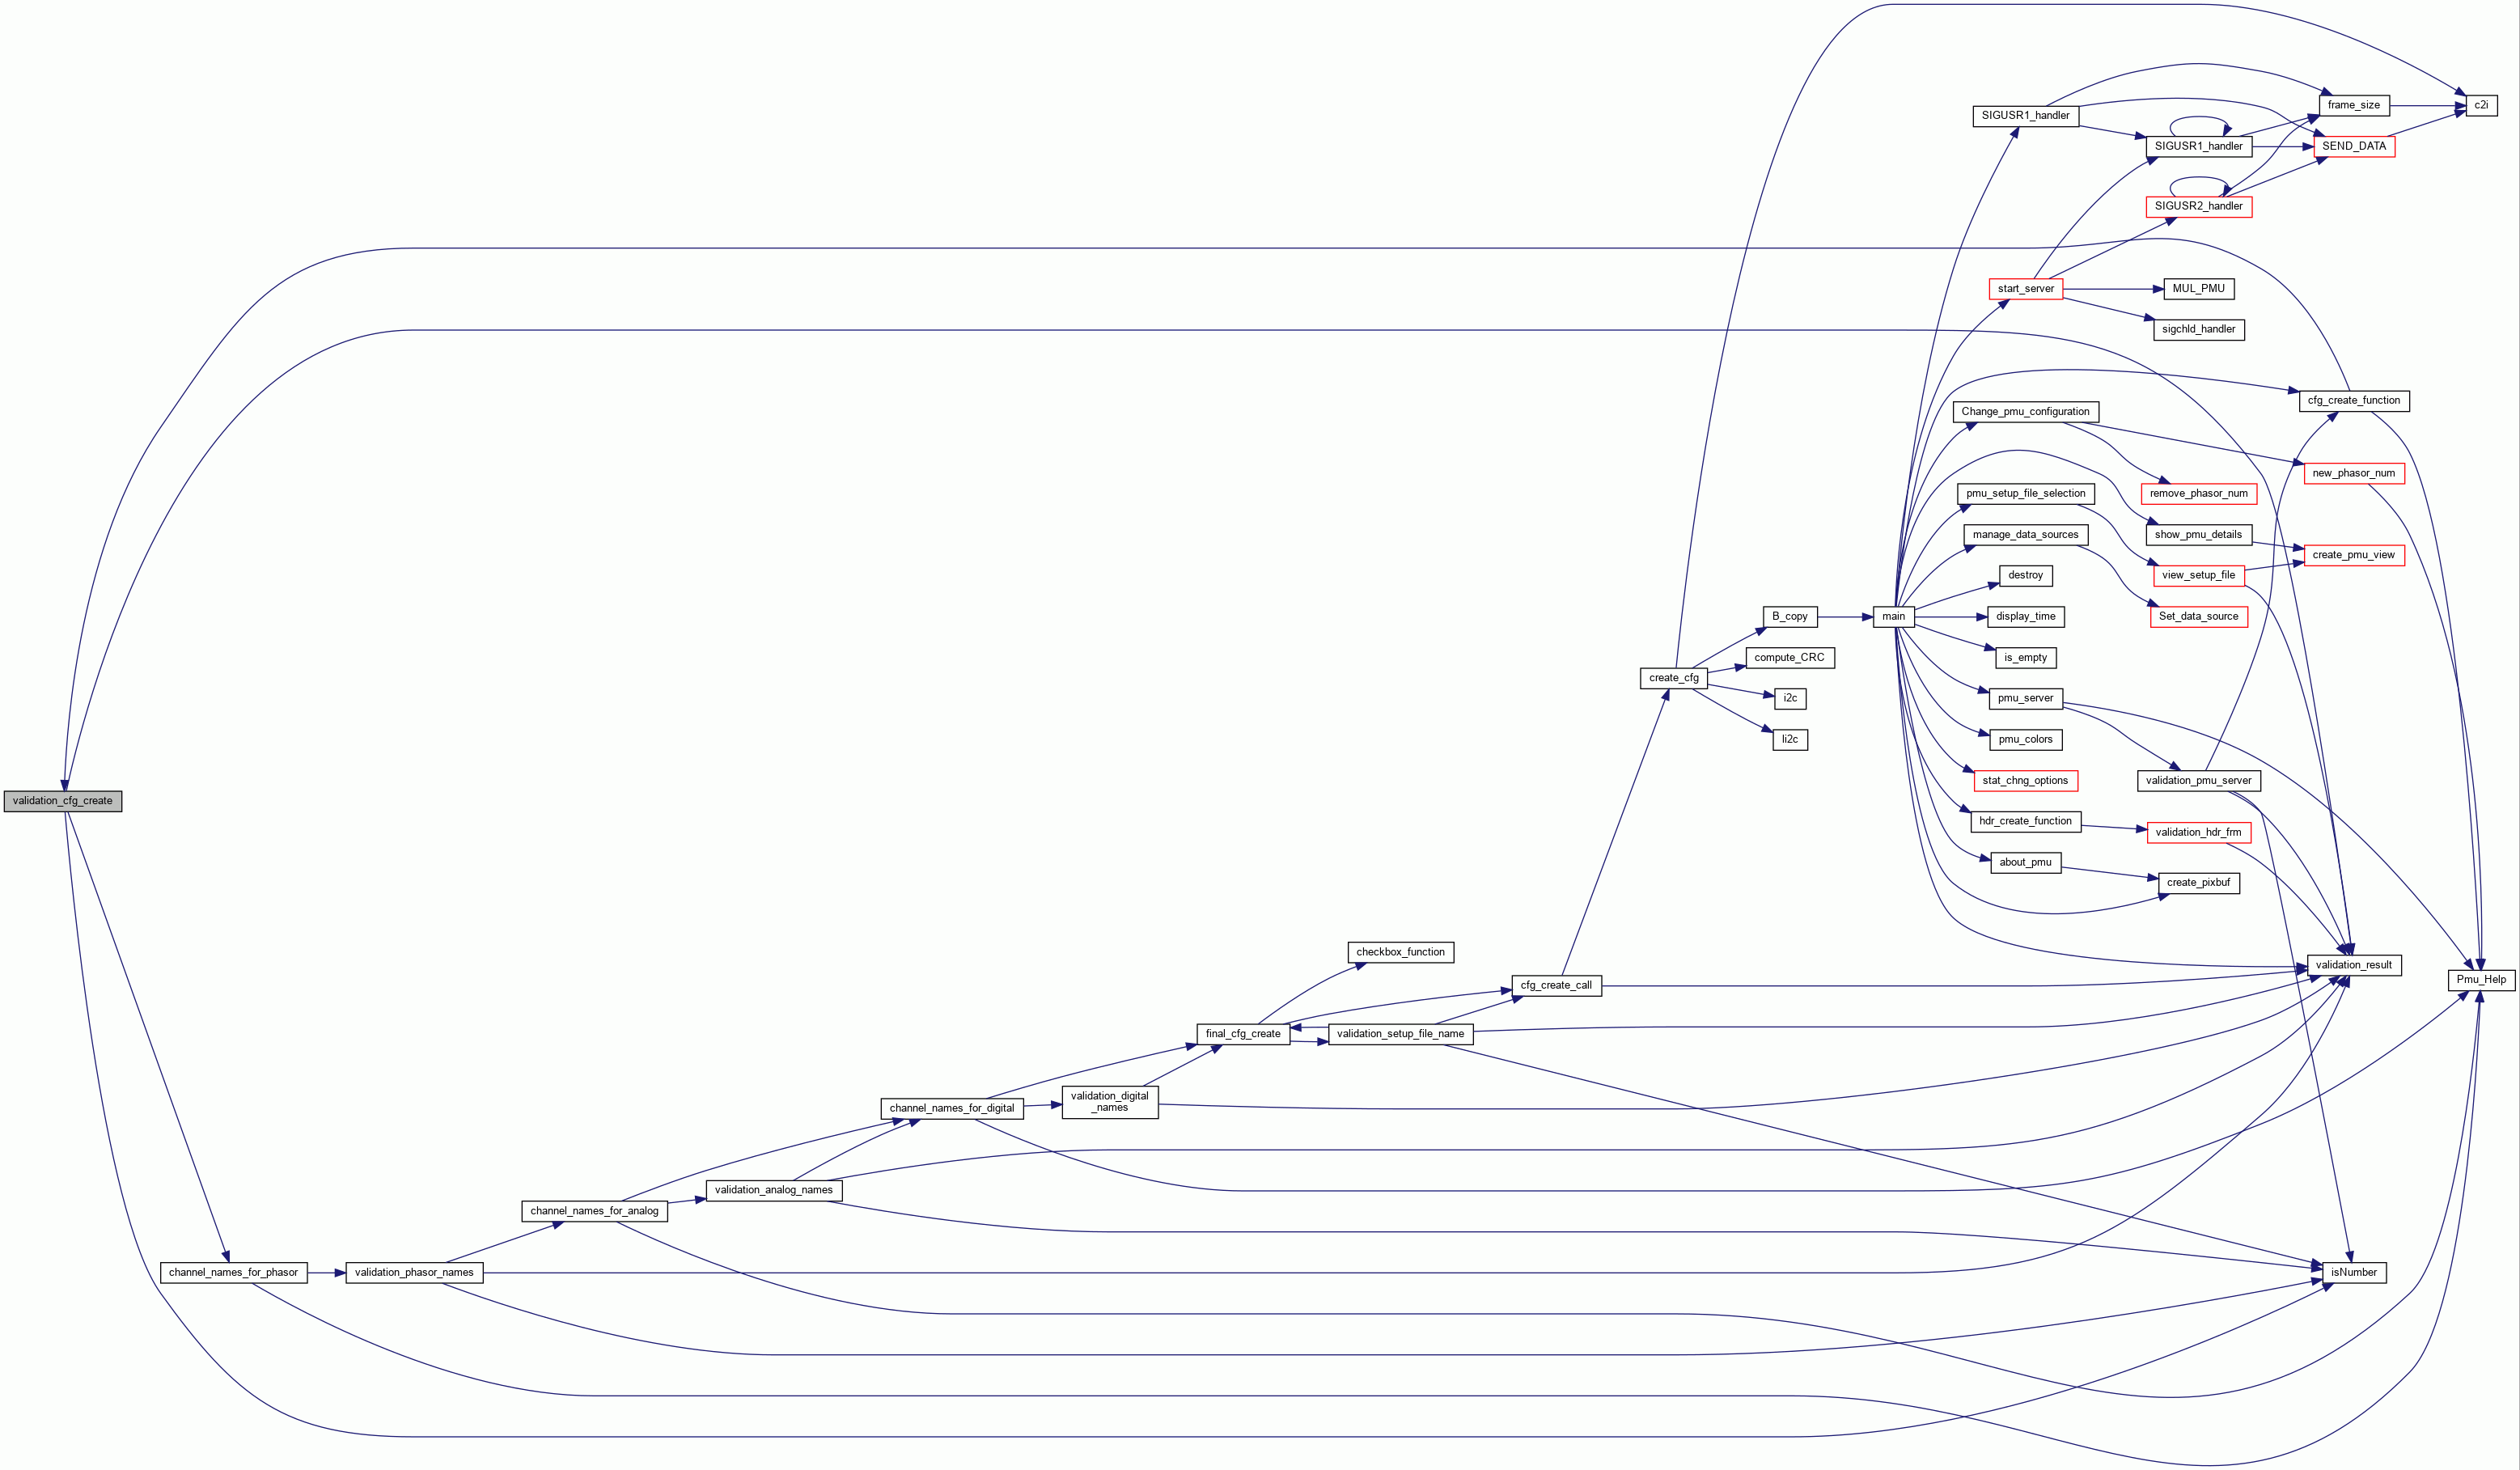 c2i
frame_size
SIGUSR1_handler
SIGUSR1_handler
SEND_DATA
SIGUSR2_handler
start_server
MUL_PMU
sigchld_handler
cfg_create_function
Change_pmu_configuration
new_phasor_num
pmu_setup_file_selection
remove_phasor_num
manage_data_sources
show_pmu_details
create_pmu_view
destroy
view_setup_file
B_copy
main
display_time
Set_data_source
compute_CRC
is_empty
create_cfg
i2c
pmu_server
li2c
pmu_colors
stat_chng_options
validation_pmu_server
validation_cfg_create
hdr_create_function
validation_hdr_frm
about_pmu
create_pixbuf
checkbox_function
validation_result
cfg_create_call
Pmu_Help
final_cfg_create
validation_setup_file_name
validation_digital
_names
channel_names_for_digital
validation_analog_names
channel_names_for_analog
channel_names_for_phasor
validation_phasor_names
isNumber